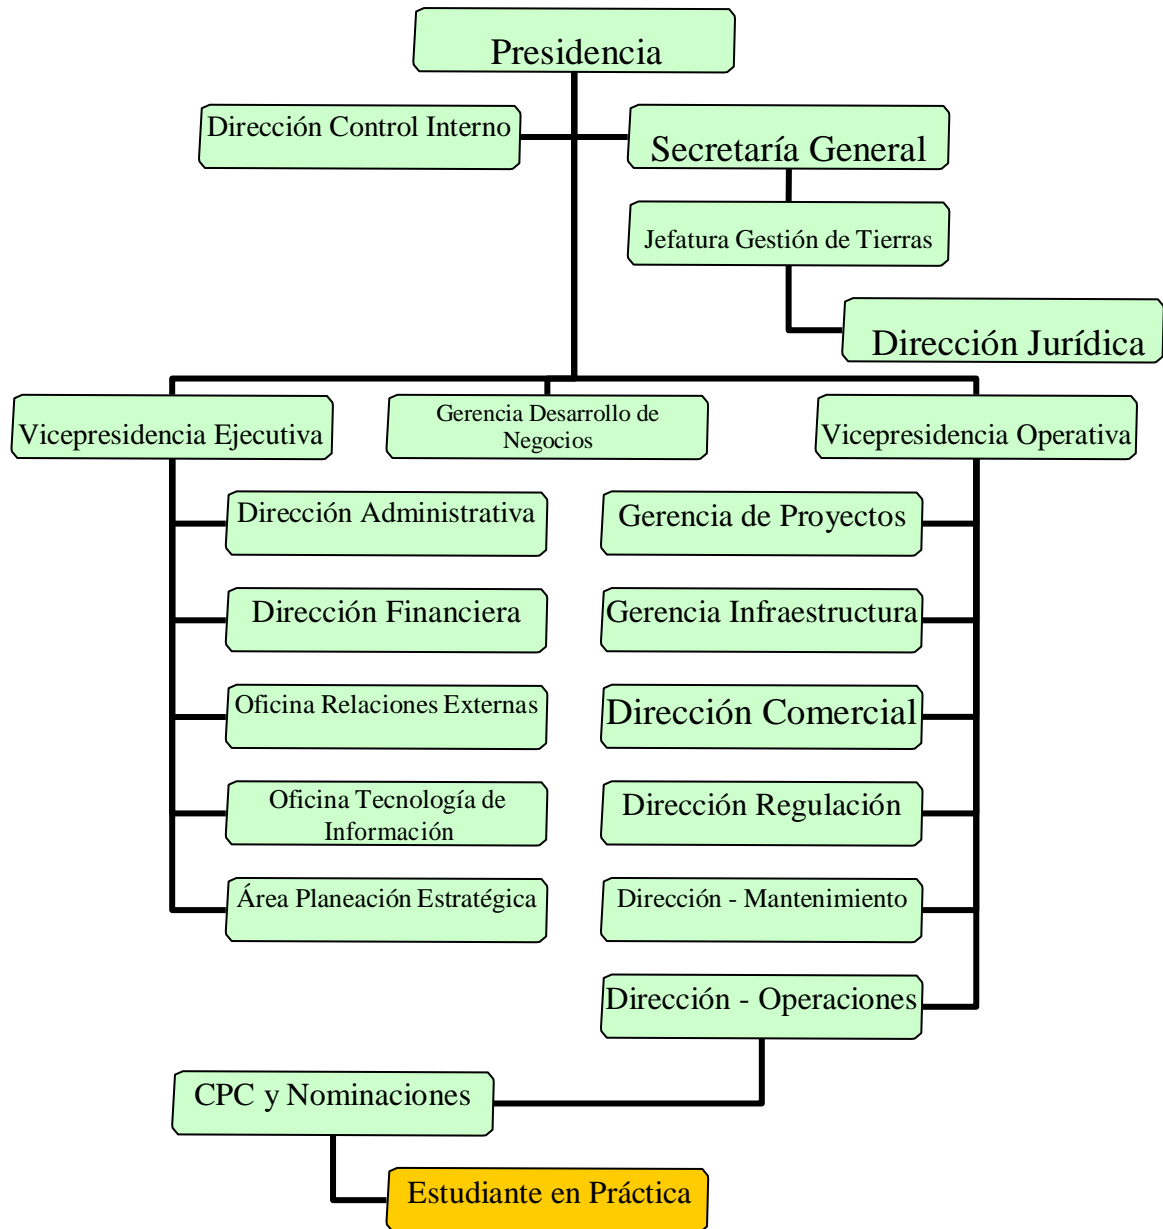 Presidencia
Dirección Control Interno
Secretaría General
Jefatura Gestión de Tierras
Dirección Jurídica
Vicepresidencia Ejecutiva
Gerencia Desarrollo de
Negocios
Vicepresidencia Operativa
Dirección Administrativa
Dirección Financiera
Oficina Relaciones Externas
Oficina Tecnología de
Información
Área Planeación Estratégica
Gerencia de Proyectos
Gerencia Infraestructura
Dirección Comercial
Dirección Regulación
Dirección - Mantenimiento
Dirección - Operaciones
CPC y Nominaciones
Estudiante en Práctica